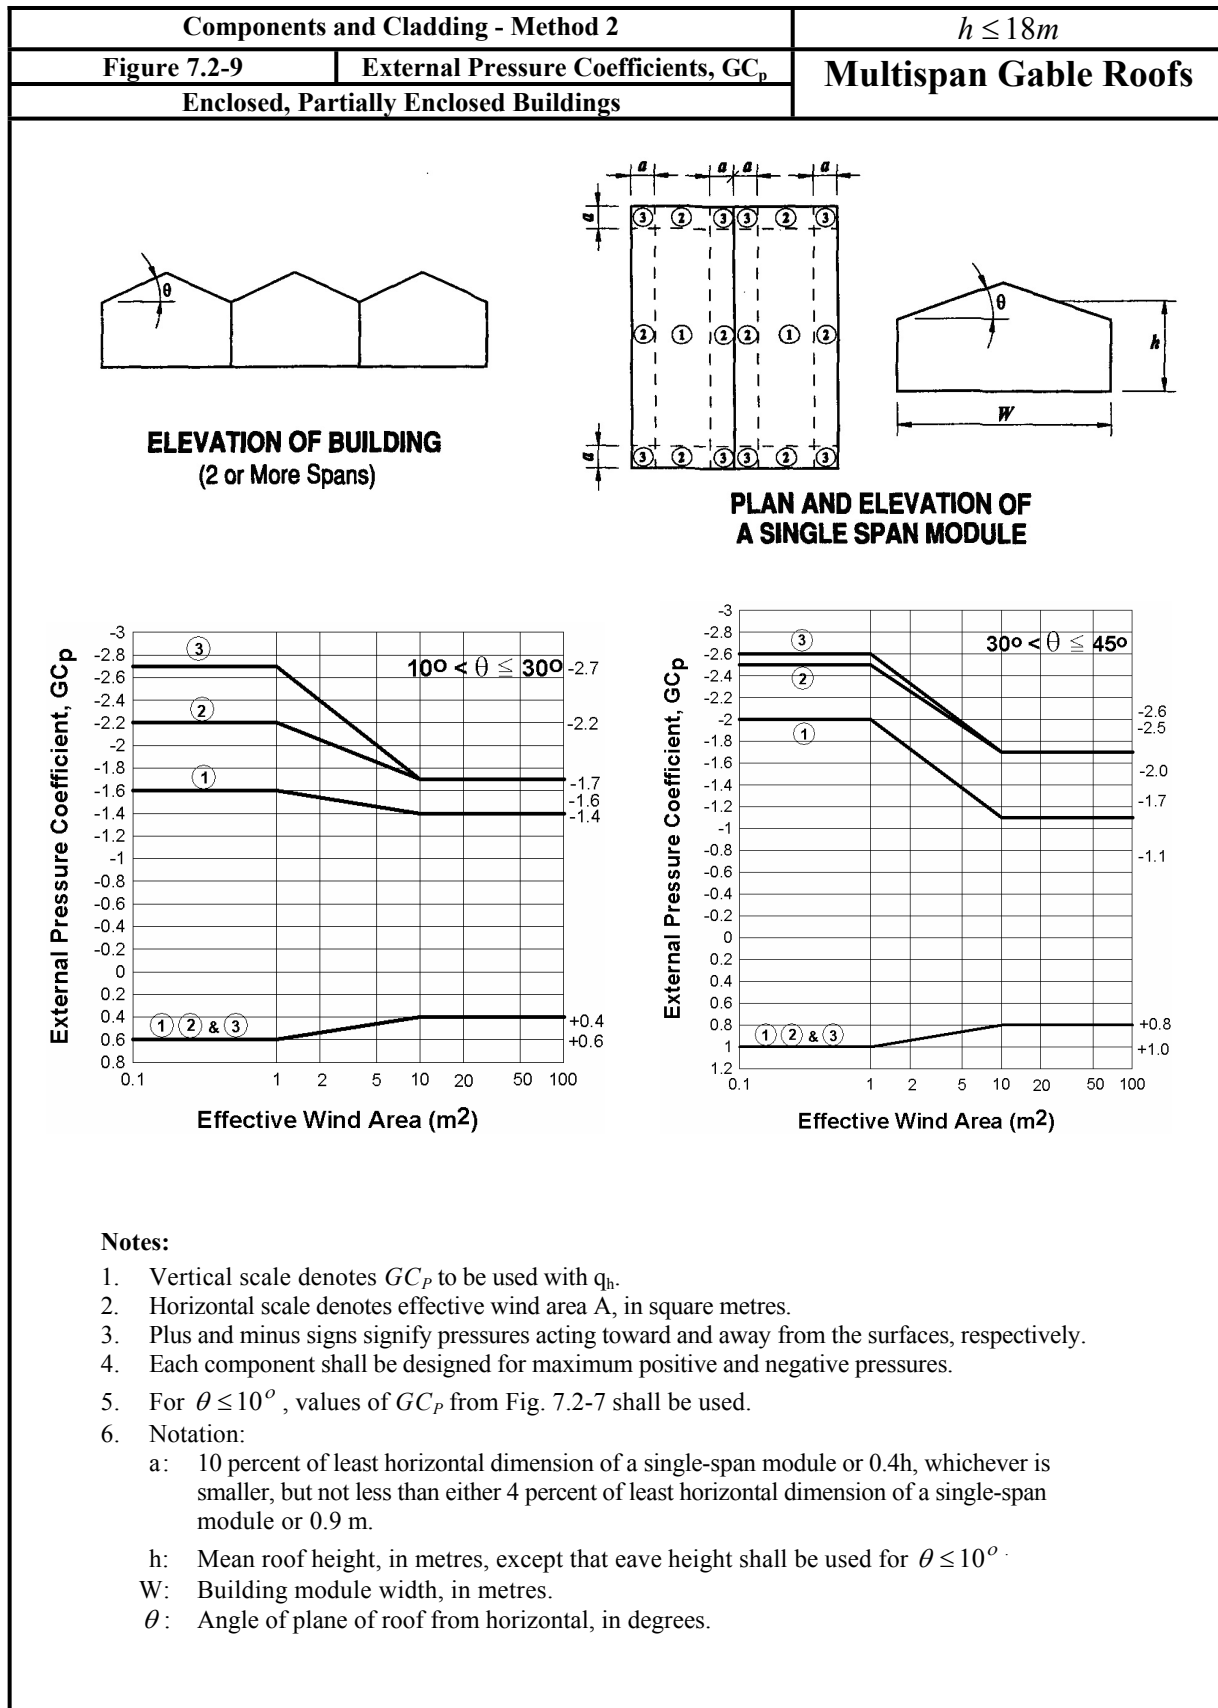 Components and Cladding - Method 2
h ≤ 18m
Figure 7.2-9
External Pressure Coefficients, GCp
Multispan Gable Roofs
Enclosed, Partially Enclosed Buildings
a a a a
a
3 2 3 3 2 3
θ
2 1 2 2 1 2
θ
h
W
a
3 2 3 3 2 3
ELEVATION OF BUILDING
(2 or More Spans)
PLAN AND ELEVATION OF
A SINGLE SPAN MODULE
External Pressure Coefficient, GCp
-3
-2.8
-2.6
-2.4
-2.2
-2
-1.8
-1.6
-1.4
-1.2
-1
-0.8
-0.6
-0.4
-0.2
0
0.2
0.4
0.6
0.8
3
2
1
1 2 & 3
10o < θ ≤ 30o
-2.7
-2.2
-1.7
-1.6
-1.4
+0.4
+0.6
0.1 1 2 5 10 20 50 100
Effective Wind Area (m2)
External Pressure Coefficient, GCp
-3
-2.8
-2.6
-2.4
-2.2
-2
-1.8
-1.6
-1.4
-1.2
-1
-0.8
-0.6
-0.4
-0.2
0
0.2
0.4
0.6
0.8
1
1.2
3
2
1
1 2 & 3
30o < θ ≤ 45o
-2.6
-2.5
-2.0
-1.7
-1.1
+0.8
+1.0
0.1 1 2 5 10 20 50 100
Effective Wind Area (m2)
Notes:
1. Vertical scale denotes GCP to be used with qh.
2. Horizontal scale denotes effective wind area A, in square metres.
3. Plus and minus signs signify pressures acting toward and away from the surfaces, respectively.
4. Each component shall be designed for maximum positive and negative pressures.
5. For θ ≤ 10o , values of GCP from Fig. 7.2-7 shall be used.
6. Notation:
a: 10 percent of least horizontal dimension of a single-span module or 0.4h, whichever is
smaller, but not less than either 4 percent of least horizontal dimension of a single-span
module or 0.9 m.
h: Mean roof height, in metres, except that eave height shall be used for θ ≤ 10o .
W: Building module width, in metres.
θ : Angle of plane of roof from horizontal, in degrees.